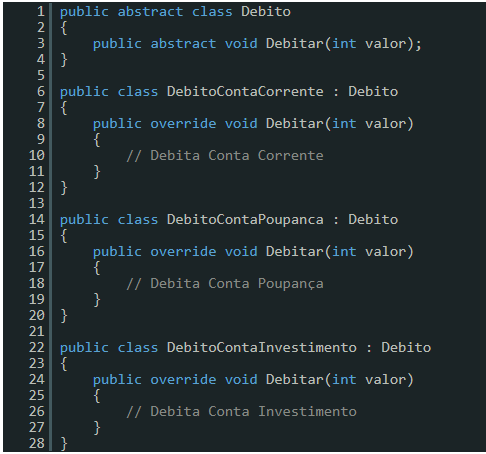 1 public abstract class Debito
2 {
3     public abstract void Debitar(int valor);
4 }
5
6 public class DebitoContaCorrente : Debito
7 {
8     public override void Debitar(int valor)
9     {
10         // Debita Conta Corrente
11     }
12 }
13
14 public class DebitoContaPoupanca : Debito
15 {
16     public override void Debitar(int valor)
17     {
18         // Debita Conta Poupança
19     }
20 }
21
22 public class DebitoContaInvestimento : Debito
23 {
24     public override void Debitar(int valor)
25     {
26         // Debita Conta Investimento
27     }
28 }